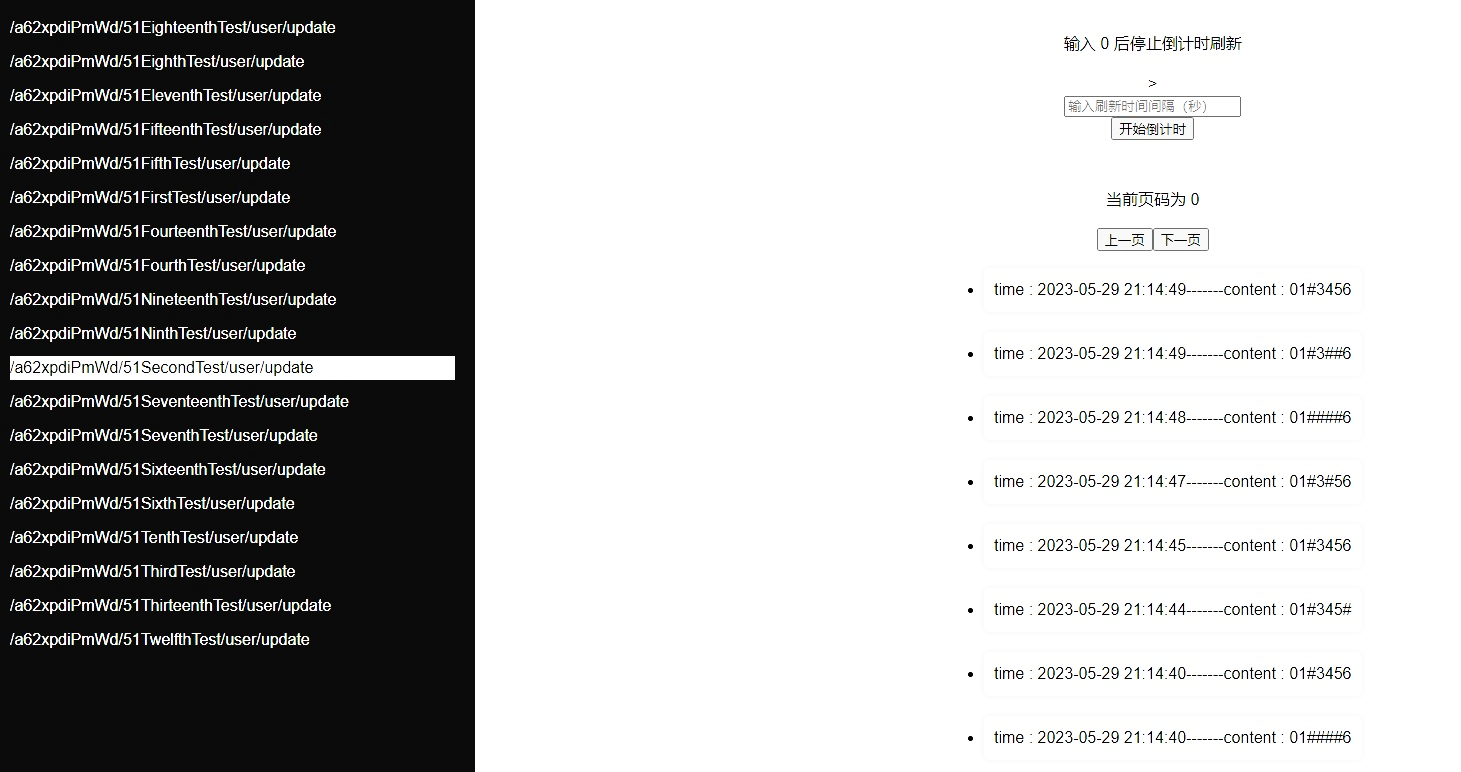 /a62xpdiPmWd/51EighteenthTest/user/update
/a62xpdiPmWd/51EighthTest/user/update
/a62xpdiPmWd/51EleventhTest/user/update
/a62xpdiPmWd/51FifteenthTest/user/update
/a62xpdiPmWd/51FifthTest/user/update
/a62xpdiPmWd/51FirstTest/user/update
/a62xpdiPmWd/51FourteenthTest/user/update
/a62xpdiPmWd/51FourthTest/user/update
/a62xpdiPmWd/51NineteenthTest/user/update
/a62xpdiPmWd/51NinthTest/user/update
/a62xpdiPmWd/51SecondTest/user/update
/a62xpdiPmWd/51SeventeenthTest/user/update
/a62xpdiPmWd/51SeventhTest/user/update
/a62xpdiPmWd/51SixteenthTest/user/update
/a62xpdiPmWd/51SixthTest/user/update
/a62xpdiPmWd/51TenthTest/user/update
/a62xpdiPmWd/51ThirdTest/user/update
/a62xpdiPmWd/51ThirteenthTest/user/update
/a62xpdiPmWd/51TwelfthTest/user/update
输入 0 后停止倒计时刷新
>
输入刷新时间间隔（秒）
开始倒计时
当前页码为 0
上一页 下一页
time : 2023-05-29 21:14:49-------content : 01#3456
time : 2023-05-29 21:14:49-------content : 01#3##6
time : 2023-05-29 21:14:48-------content : 01####6
time : 2023-05-29 21:14:47-------content : 01#3#56
time : 2023-05-29 21:14:45-------content : 01#3456
time : 2023-05-29 21:14:44-------content : 01#345#
time : 2023-05-29 21:14:40-------content : 01#3456
time : 2023-05-29 21:14:40-------content : 01####6